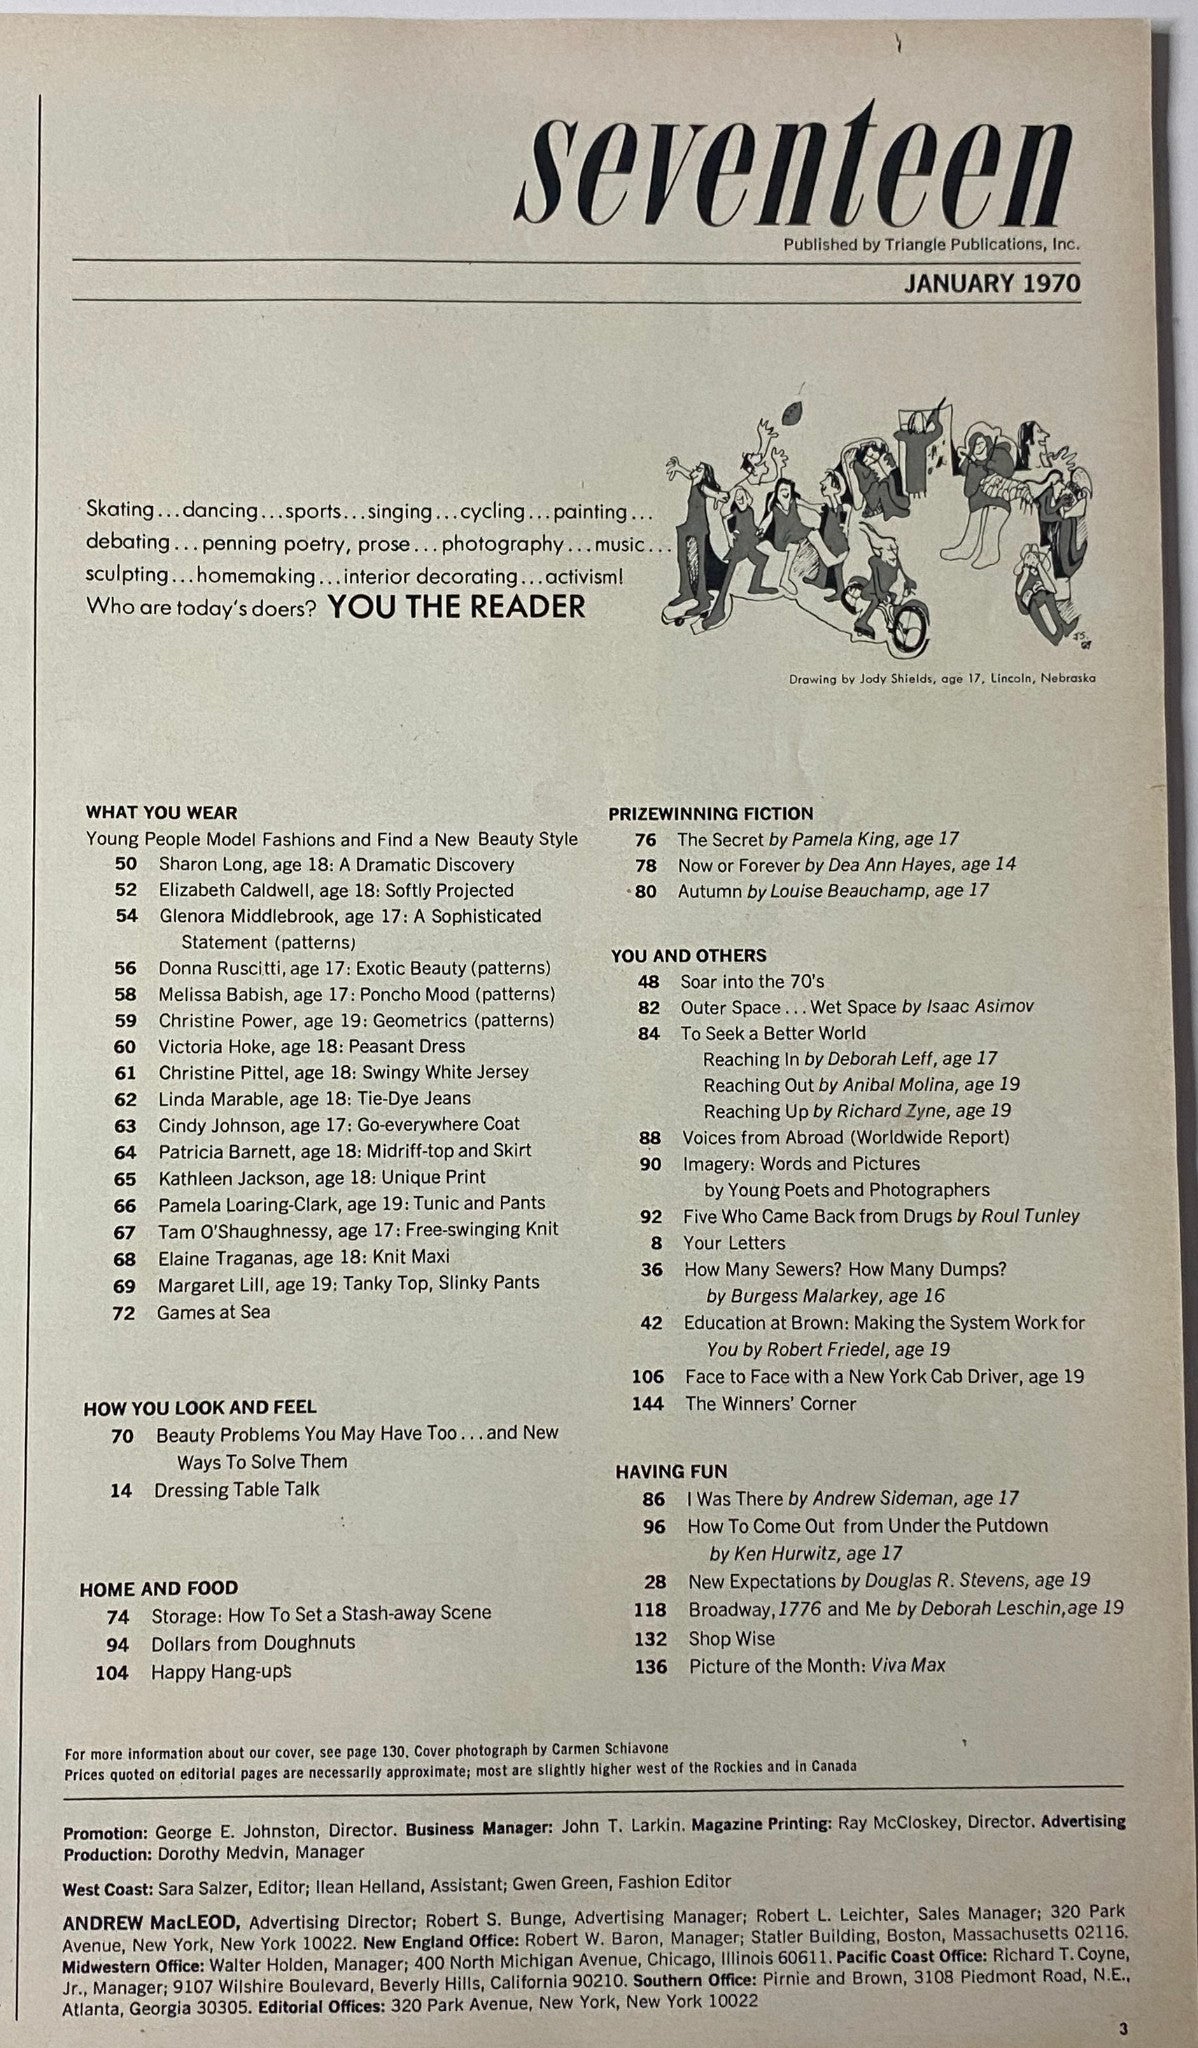 seventeen
Published by Triangle Publications, Inc.
JANUARY 1970
Skating...dancing...sports...singing...cycling...painting...
debating...penning poetry, prose...photography...music...
sculpting...homemaking...interior decorating...activism!
Who are today's doers? YOU THE READER
JS. 69
Drawing by Jody Shields, age 17, Lincoln, Nebraska
WHAT YOU WEAR
Young People Model Fashions and Find a New Beauty Style
50 Sharon Long, age 18: A Dramatic Discovery
52 Elizabeth Caldwell, age 18: Softly Projected
54 Glenora Middlebrook, age 17: A Sophisticated
Statement (patterns)
56 Donna Ruscitti, age 17: Exotic Beauty (patterns)
58 Melissa Babish, age 17: Poncho Mood (patterns)
59 Christine Power, age 19: Geometrics (patterns)
60 Victoria Hoke, age 18: Peasant Dress
61 Christine Pittel, age 18: Swingy White Jersey
62 Linda Marable, age 18: Tie-Dye Jeans
63 Cindy Johnson, age 17: Go-everywhere Coat
64 Patricia Barnett, age 18: Midriff-top and Skirt
65 Kathleen Jackson, age 18: Unique Print
66 Pamela Loaring-Clark, age 19: Tunic and Pants
67 Tam O'Shaughnessy, age 17: Free-swinging Knit
68 Elaine Traganas, age 18: Knit Maxi
69 Margaret Lill, age 19: Tanky Top, Slinky Pants
72 Games at Sea
HOW YOU LOOK AND FEEL
70 Beauty Problems You May Have Too...and New
Ways To Solve Them
14 Dressing Table Talk
HOME AND FOOD
74 Storage: How To Set a Stash-away Scene
94 Dollars from Doughnuts
104 Happy Hang-ups
PRIZEWINNING FICTION
76 The Secret by Pamela King, age 17
78 Now or Forever by Dea Ann Hayes, age 14
80 Autumn by Louise Beauchamp, age 17
YOU AND OTHERS
48 Soar into the 70's
82 Outer Space...Wet Space by Isaac Asimov
84 To Seek a Better World
Reaching In by Deborah Leff, age 17
Reaching Out by Anibal Molina, age 19
Reaching Up by Richard Zyne, age 19
88 Voices from Abroad (Worldwide Report)
90 Imagery: Words and Pictures
by Young Poets and Photographers
92 Five Who Came Back from Drugs by Roul Tunley
8 Your Letters
36 How Many Sewers? How Many Dumps?
by Burgess Malarkey, age 16
42 Education at Brown: Making the System Work for
You by Robert Friedel, age 19
106 Face to Face with a New York Cab Driver, age 19
144 The Winners' Corner
HAVING FUN
86 I Was There by Andrew Sideman, age 17
96 How To Come Out from Under the Putdown
by Ken Hurwitz, age 17
28 New Expectations by Douglas R. Stevens, age 19
118 Broadway, 1776 and Me by Deborah Leschin, age 19
132 Shop Wise
136 Picture of the Month: Viva Max
For more information about our cover, see page 130. Cover photograph by Carmen Schiavone
Prices quoted on editorial pages are necessarily approximate; most are slightly higher west of the Rockies and in Canada
Promotion: George E. Johnston, Director. Business Manager: John T. Larkin. Magazine Printing: Ray McCloskey, Director. Advertising
Production: Dorothy Medvin, Manager
West Coast: Sara Salzer, Editor; Ilean Helland, Assistant; Gwen Green, Fashion Editor
ANDREW MacLEOD, Advertising Director; Robert S. Bunge, Advertising Manager; Robert L. Leichter, Sales Manager; 320 Park
Avenue, New York, New York 10022. New England Office: Robert W. Baron, Manager; Statler Building, Boston, Massachusetts 02116.
Midwestern Office: Walter Holden, Manager; 400 North Michigan Avenue, Chicago, Illinois 60611. Pacific Coast Office: Richard T. Coyne,
Jr., Manager; 9107 Wilshire Boulevard, Beverly Hills, California 90210. Southern Office: Pirnie and Brown, 3108 Piedmont Road, N.E.,
Atlanta, Georgia 30305. Editorial Offices: 320 Park Avenue, New York, New York 10022
3